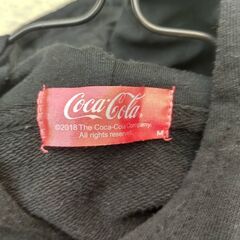 Coca-Cola
©2018 The Coca-Cola Company.
All rights reserved.
M